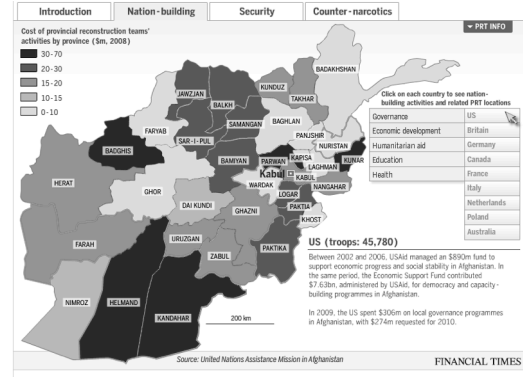 Introduction
Nation-building
Security
Counter-narcotics
Cost of provincial reconstruction teams'
activities by province ($m, 2008)
30-70
20-30
15-20
10-15
0-10
PRT INFO
Click on each country to see nation-
building activities and related PRT locations
Governance
Economic development
Humanitarian aid
Education
Health
US
Britain
Germany
Canada
France
Italy
Netherlands
Poland
Australia
BADAKHSHAN
KUNDUZ
TAKHAR
JAWZJAN
BALKH
FARYAB
SAMANGAN
BAGHLAN
SAR-I-PUL
PANJSHIR
NURISTAN
BADGHIS
BAMIYAN
PARWAN
KAPISA
KUNAR
LAGHMAN
Kabul
KABUL
HERAT
GHOR
WARDAK
NANGAHAR
LOGAR
DAI KUNDI
GHAZNI
PAKTIA
KHOST
URUZGAN
FARAH
ZABUL
PAKTIKA
NIMROZ
HELMAND
KANDAHAR
200 km
US (troops: 45,780)
Between 2002 and 2006, USAid managed an $890m fund to
support economic progress and social stability in Afghanistan. In
the same period, the Economic Support Fund contributed
$7.63bn, administered by USAid, for democracy and capacity-
building programmes in Afghanistan.
In 2009, the US spent $306m on local governance programmes
in Afghanistan, with $274m requested for 2010.
Source: United Nations Assistance Mission in Afghanistan
FINANCIAL TIMES